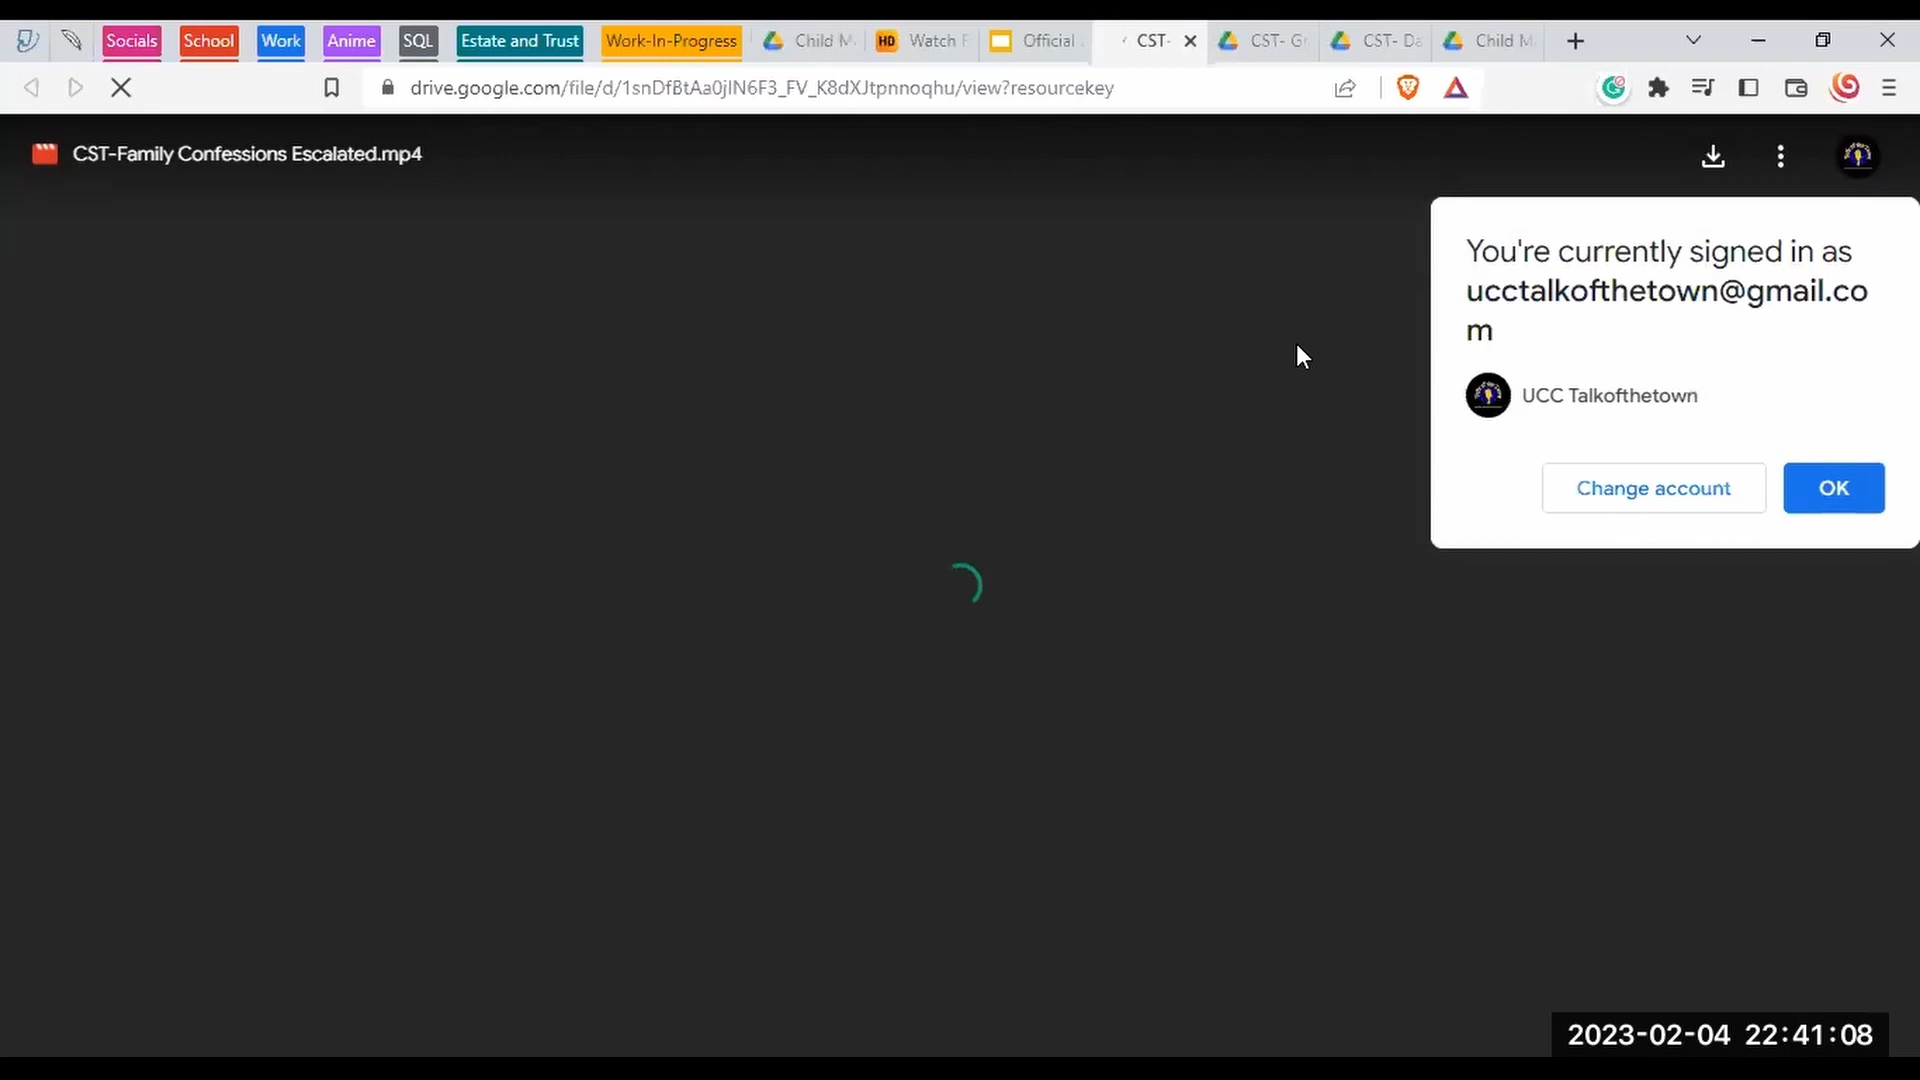 Socials School Work Anime SQL Estate and Trust Work-In-Progress Child M HD Watch F Official CST- CST- Gr CST- Da Child M
drive.google.com/file/d/1snDfBtAa0jIN6F3_FV_K8dXJtpnnoqhu/view?resourcekey
CST-Family Confessions Escalated.mp4
You're currently signed in as
ucctalkofthetown@gmail.co
m
UCC Talkofthetown
Change account OK
2023-02-04 22:41:08